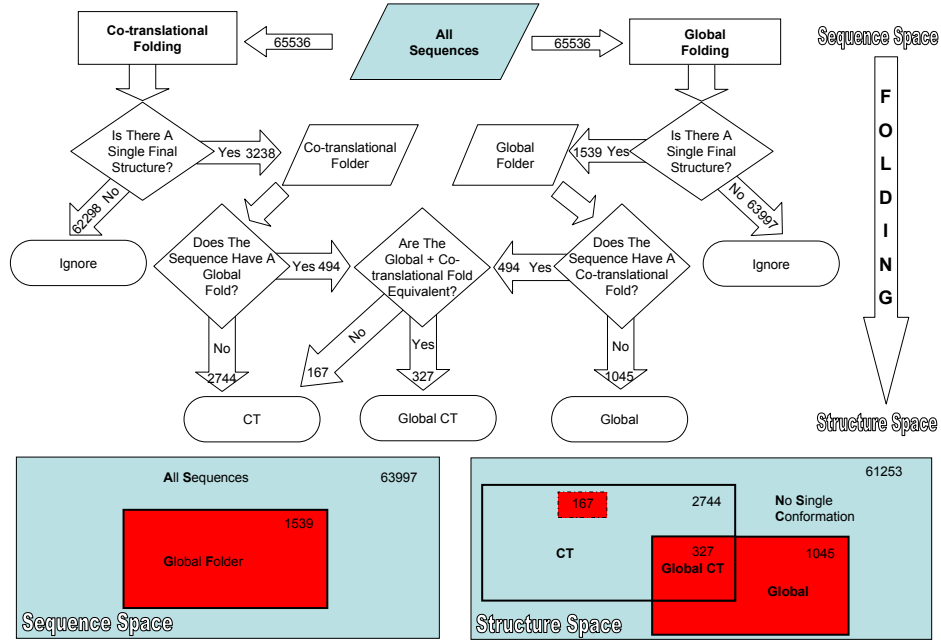 Co-translational
Folding
65536
All
Sequences
65536
Global
Folding
Sequence Space
Is There A
Single Final
Structure?
Yes 3238
No
62298
Ignore
Co-translational
Folder
Global
Folder
1539 Yes
Is There A
Single Final
Structure?
No 63997
Ignore
FOLDING
Does The
Sequence Have A
Global
Fold?
Yes 494
Are The
Global + Co-
translational Fold
Equivalent?
494 Yes
Does The
Sequence Have A
Co-translational
Fold?
No
2744
No
167
Yes
327
No
1045
CT
Global CT
Global
Structure Space
All Sequences
63997
1539
Global Folder
Sequence Space
61253
167
2744
No Single
Conformation
CT
327
Global CT
1045
Global
Structure Space